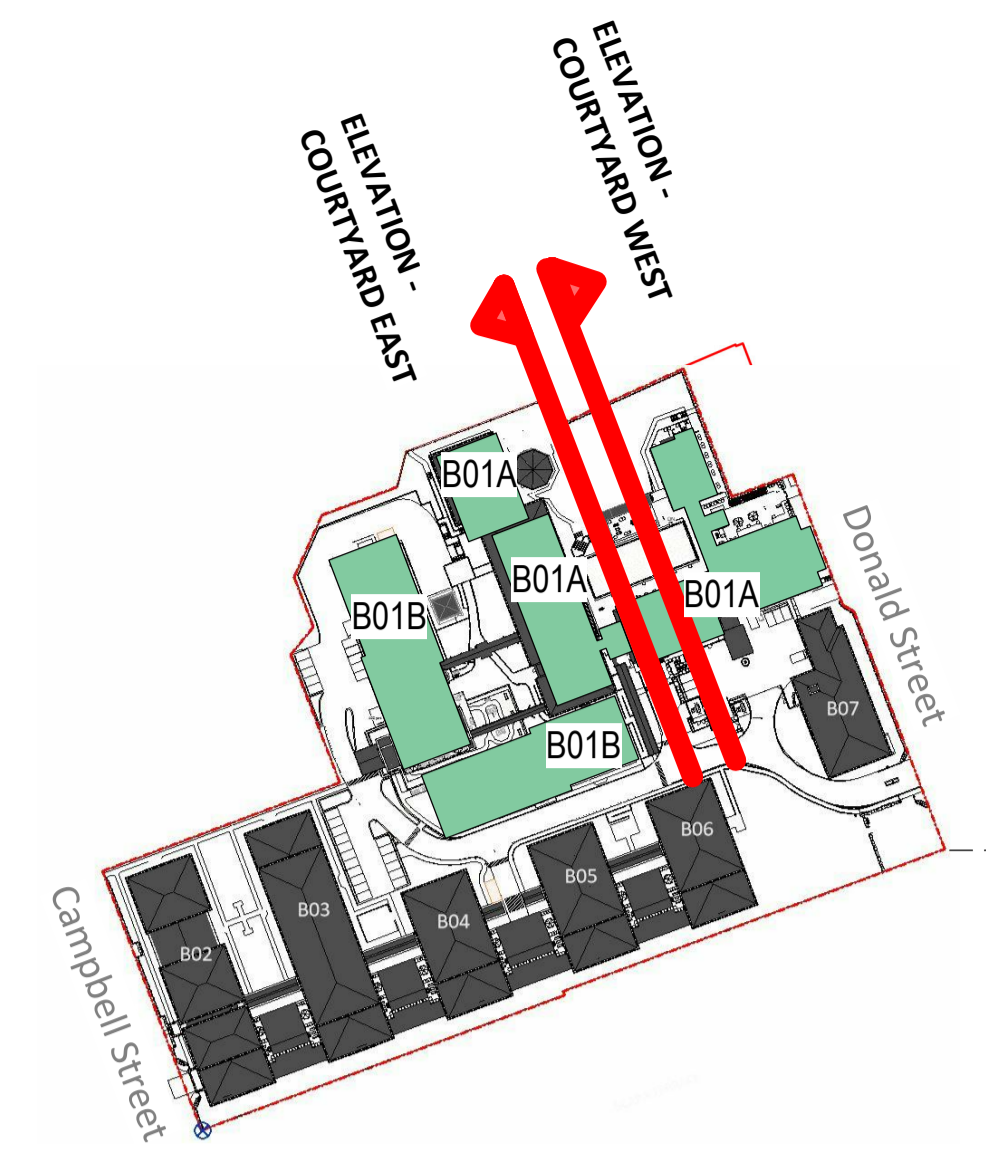 ELEVATION -
COURTYARD WEST
ELEVATION -
COURTYARD EAST
B01A
B01A
B01A
B01B
B01B
Donald Street
B07
B06
B05
B04
B03
B02
Campbell Street